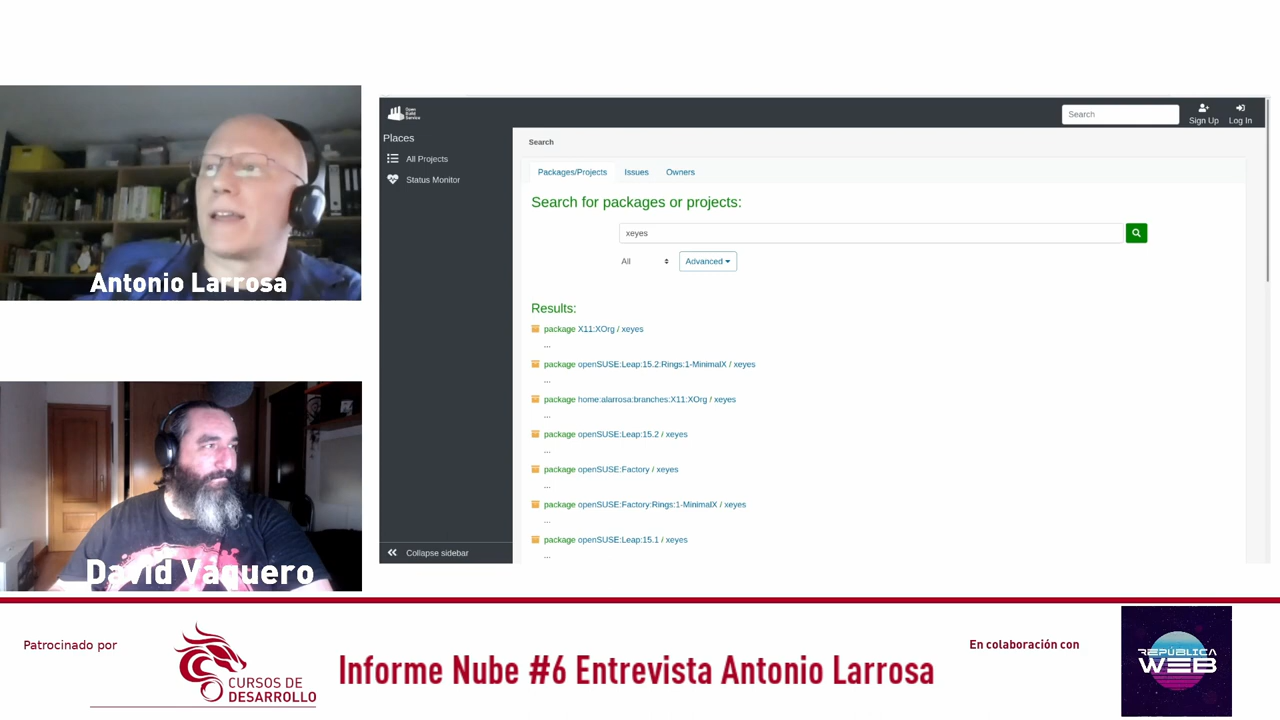 Antonio Larrosa
David Vaquero
Open Build Service
Search
Sign Up
Log In
Places
All Projects
Status Monitor
Collapse sidebar
Search
Packages/Projects Issues Owners
Search for packages or projects:
xeyes
All Advanced
Results:
package X11:XOrg / xeyes
...
package openSUSE:Leap:15.2:Rings:1-MinimalX / xeyes
...
package home:alarrosa:branches:X11:XOrg / xeyes
...
package openSUSE:Leap:15.2 / xeyes
...
package openSUSE:Factory / xeyes
...
package openSUSE:Factory:Rings:1-MinimalX / xeyes
...
package openSUSE:Leap:15.1 / xeyes
...
Patrocinado por
CURSOS DE
DESARROLLO
Informe Nube #6 Entrevista Antonio Larrosa
En colaboración con
REPÚBLICA
WEB